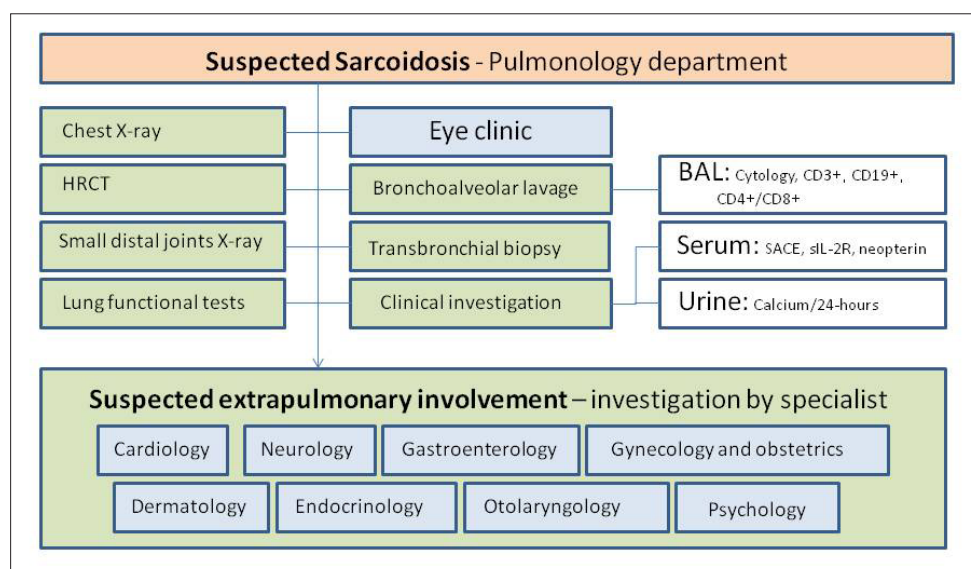 Suspected Sarcoidosis - Pulmonology department
Chest X-ray
Eye clinic
HRCT
Bronchoalveolar lavage
BAL: Cytology, CD3+, CD19+,
CD4+/CD8+
Small distal joints X-ray
Transbronchial biopsy
Serum: SACE, sIL-2R, neopterin
Lung functional tests
Clinical investigation
Urine: Calcium/24-hours
Suspected extrapulmonary involvement – investigation by specialist
Cardiology
Neurology
Gastroenterology
Gynecology and obstetrics
Dermatology
Endocrinology
Otolaryngology
Psychology